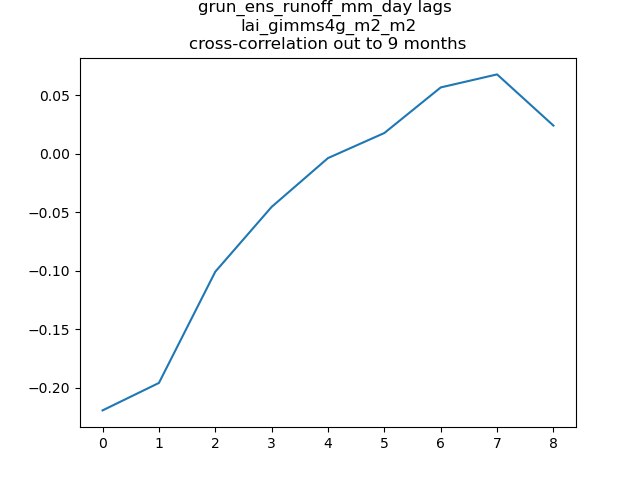 grun_ens_runoff_mm_day lags
lai_gimms4g_m2_m2
cross-correlation out to 9 months
0.05
0.00
−0.05
−0.10
−0.15
−0.20
0 1 2 3 4 5 6 7 8